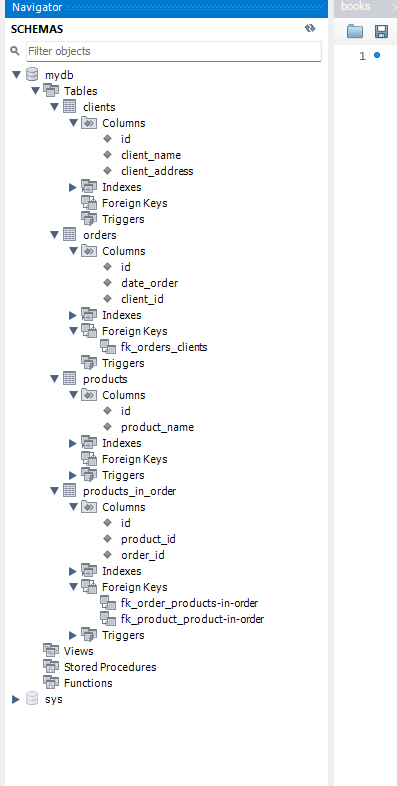 Navigator
books
SCHEMAS
Filter objects
1
mydb
Tables
clients
Columns
id
client_name
client_address
Indexes
Foreign Keys
Triggers
orders
Columns
id
date_order
client_id
Indexes
Foreign Keys
fk_orders_clients
Triggers
products
Columns
id
product_name
Indexes
Foreign Keys
Triggers
products_in_order
Columns
id
product_id
order_id
Indexes
Foreign Keys
fk_order_products-in-order
fk_product_product-in-order
Triggers
Views
Stored Procedures
Functions
sys